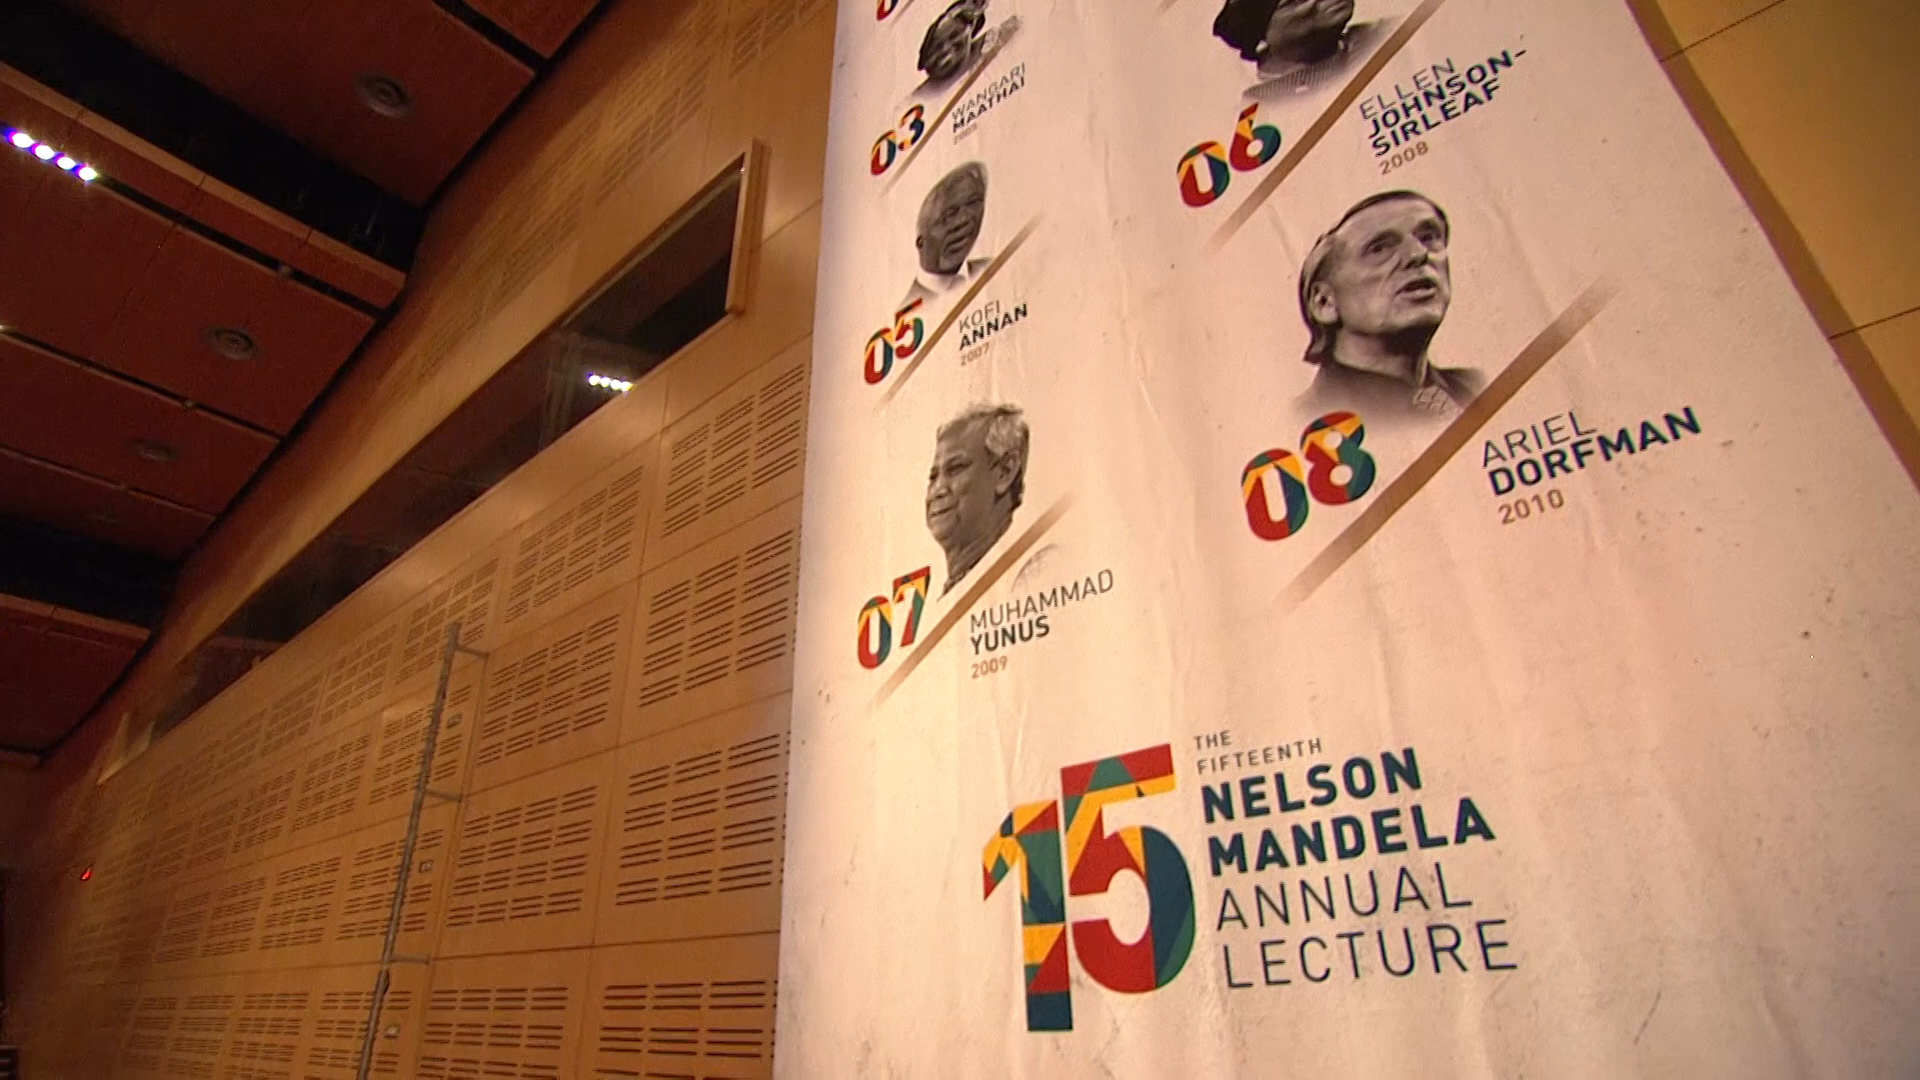 03
WANGARI
MAATHAI
2005
06
ELLEN
JOHNSON-
SIRLEAF
2008
05
KOFI
ANNAN
2007
08
ARIEL
DORFMAN
2010
07
MUHAMMAD
YUNUS
2009
15
THE
FIFTEENTH
NELSON
MANDELA
ANNUAL
LECTURE